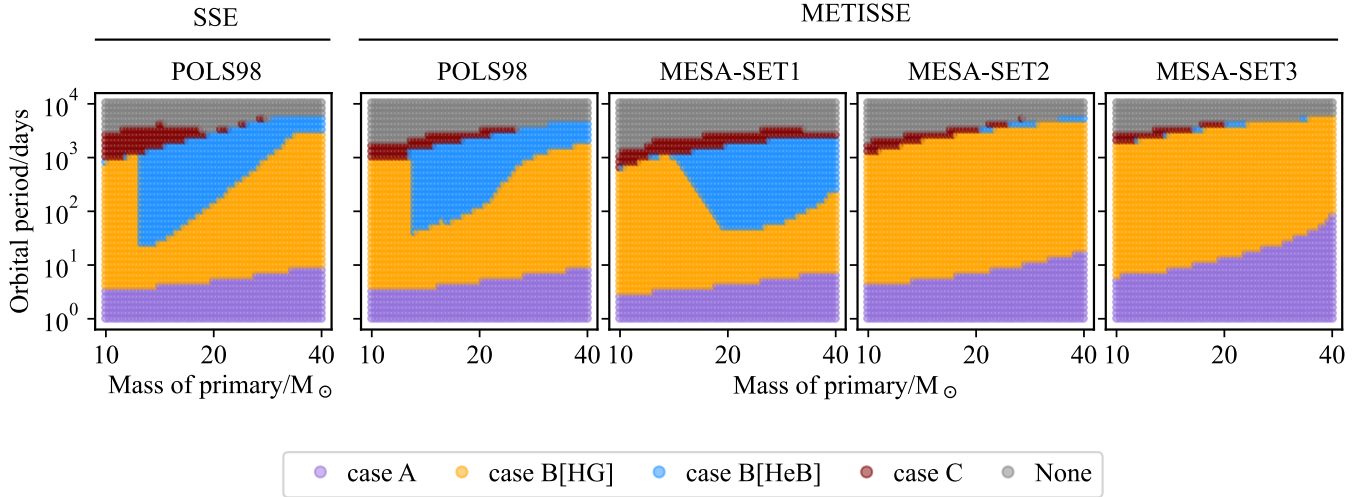 SSE
METISSE
POLS98
POLS98
MESA-SET1
MESA-SET2
MESA-SET3
Orbital period/days
10⁴
10³
10²
10¹
10⁰
10 20 40
10 20 40
10 20 40
10 20 40
10 20 40
Mass of primary/M⊙
Mass of primary/M⊙
case A case B[HG] case B[HeB] case C None